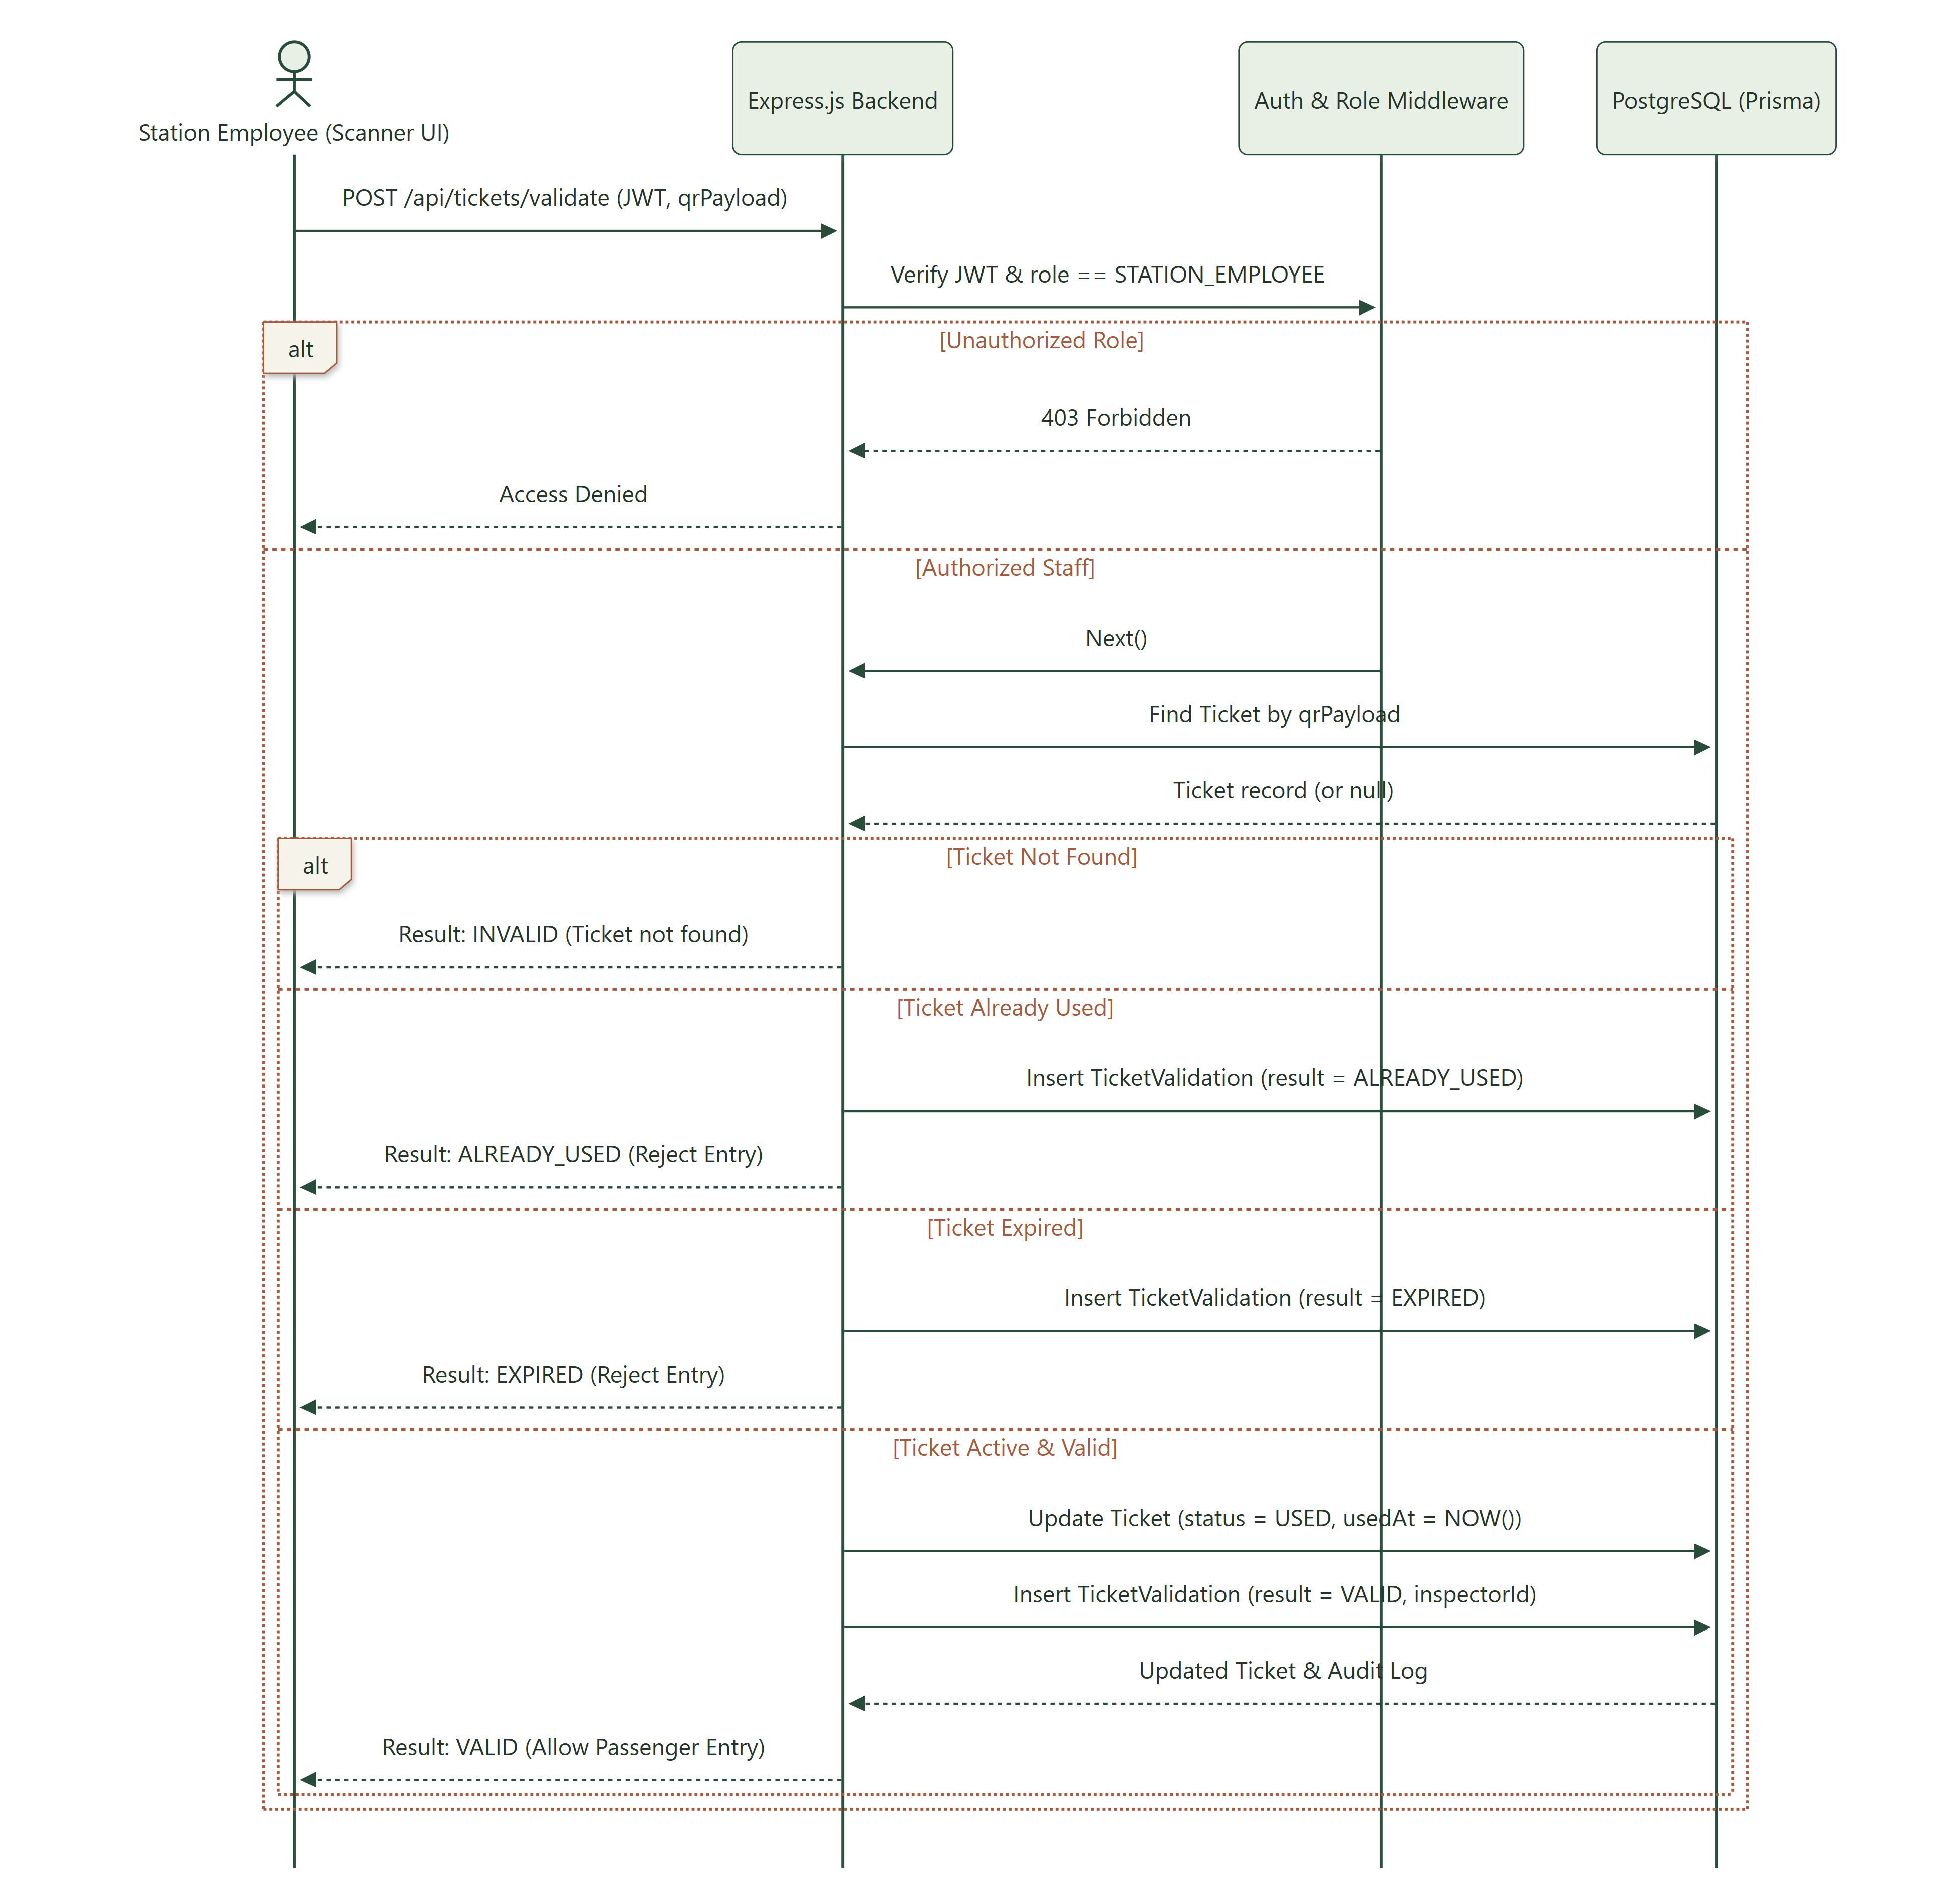 Station Employee (Scanner UI)
Express.js Backend
Auth & Role Middleware
PostgreSQL (Prisma)
POST /api/tickets/validate (JWT, qrPayload)
Verify JWT & role == STATION_EMPLOYEE
alt
[Unauthorized Role]
403 Forbidden
Access Denied
[Authorized Staff]
Next()
Find Ticket by qrPayload
Ticket record (or null)
alt
[Ticket Not Found]
Result: INVALID (Ticket not found)
[Ticket Already Used]
Insert TicketValidation (result = ALREADY_USED)
Result: ALREADY_USED (Reject Entry)
[Ticket Expired]
Insert TicketValidation (result = EXPIRED)
Result: EXPIRED (Reject Entry)
[Ticket Active & Valid]
Update Ticket (status = USED, usedAt = NOW())
Insert TicketValidation (result = VALID, inspectorId)
Updated Ticket & Audit Log
Result: VALID (Allow Passenger Entry)